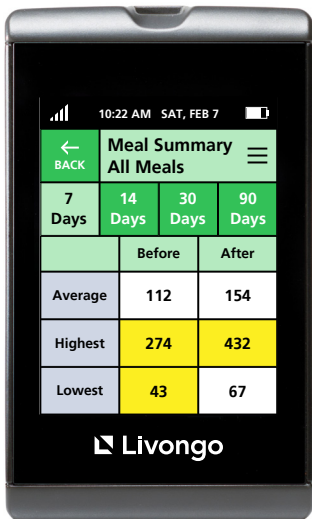 10:22 AM SAT, FEB 7
← BACK
Meal Summary
All Meals
7 Days
14 Days
30 Days
90 Days
Before After
Average 112 154
Highest 274 432
Lowest 43 67
Livongo